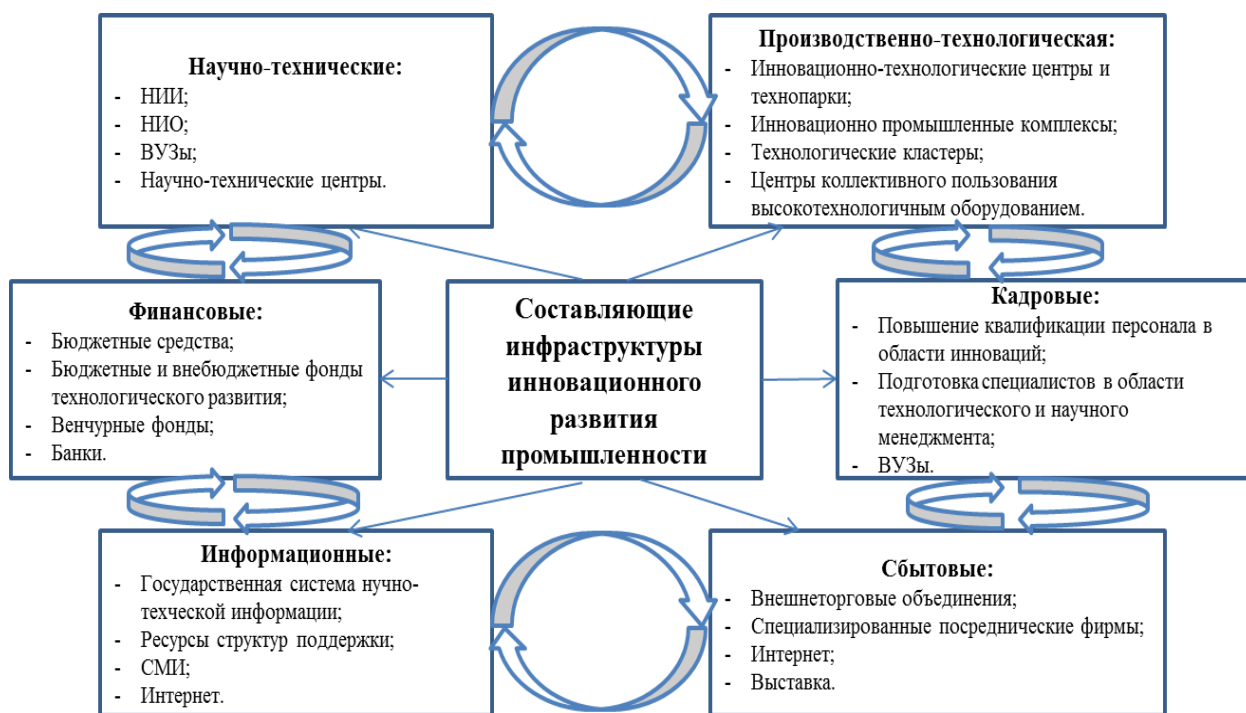 Научно-технические:
- НИИ;
- НИО;
- ВУЗы;
- Научно-технические центры.
Производственно-технологическая:
- Инновационно-технологические центры и
технопарки;
- Инновационно промышленные комплексы;
- Технологические кластеры;
- Центры коллективного пользования
высокотехнологичным оборудованием.
Финансовые:
- Бюджетные средства;
- Бюджетные и внебюджетные фонды
технологического развития;
- Венчурные фонды;
- Банки.
Составляющие
инфраструктуры
инновационного
развития
промышленности
Кадровые:
- Повышение квалификации персонала в
области инноваций;
- Подготовка специалистов в области
технологического и научного
менеджмента;
- ВУЗы.
Информационные:
- Государственная система нучно-
техческой информации;
- Ресурсы структур поддержки;
- СМИ;
- Интернет.
Сбытовые:
- Внешнеторговые объединения;
- Специализированные посреднические фирмы;
- Интернет;
- Выставка.